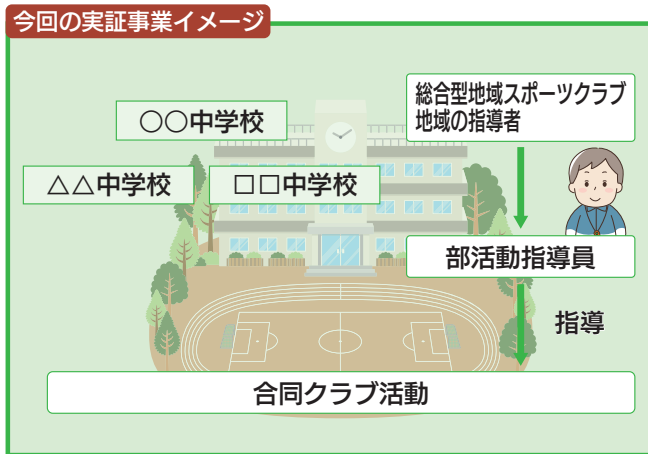 今回の実証事業イメージ
〇〇中学校
△△中学校
□□中学校
総合型地域スポーツクラブ
地域の指導者
部活動指導員
指導
合同クラブ活動